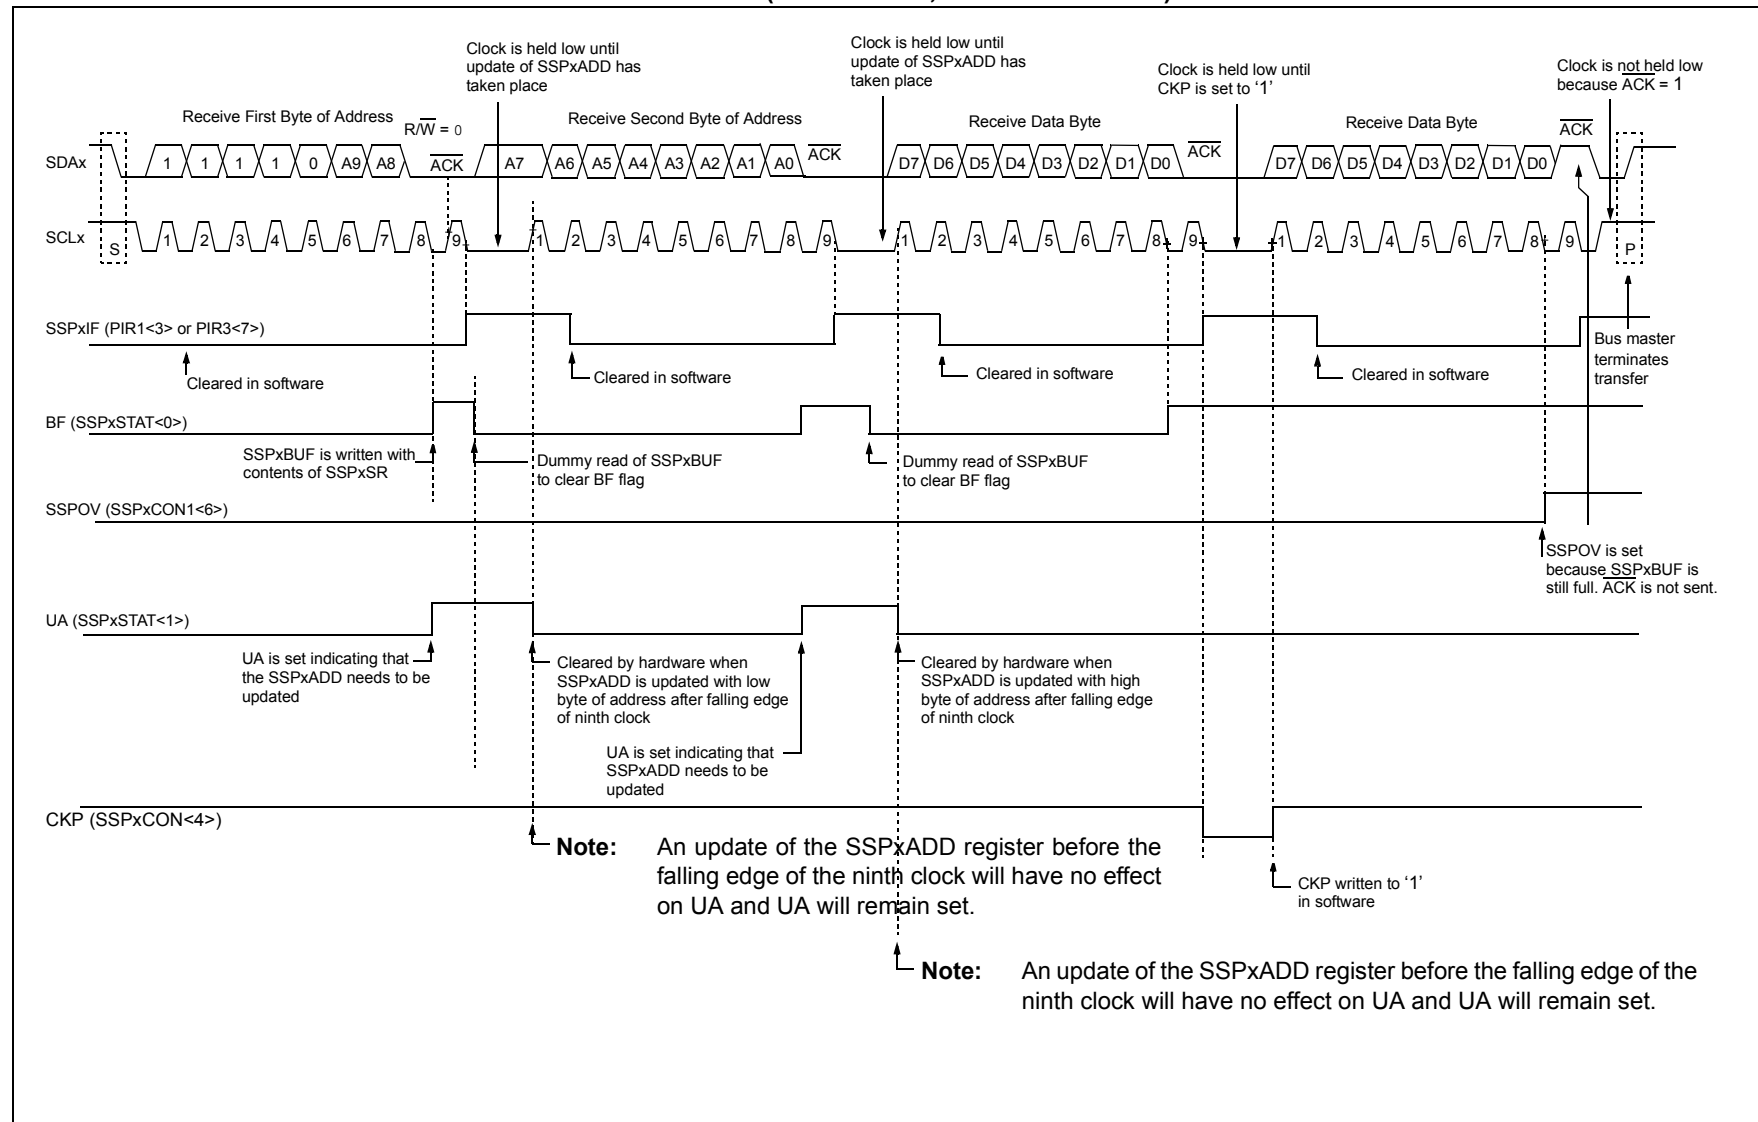 Clock is held low until
update of SSPxADD has
taken place
Clock is held low until
update of SSPxADD has
taken place
Clock is held low until
CKP is set to ‘1’
Clock is not held low
because ACK = 1
Receive First Byte of Address
R/W = 0
Receive Second Byte of Address
Receive Data Byte
Receive Data Byte
SDAx
1 1 1 1 0 A9 A8 ACK A7 A6 A5 A4 A3 A2 A1 A0 ACK D7 D6 D5 D4 D3 D2 D1 D0 ACK D7 D6 D5 D4 D3 D2 D1 D0 ACK
SCLx
S 1 2 3 4 5 6 7 8 9 1 2 3 4 5 6 7 8 9 1 2 3 4 5 6 7 8 9 1 2 3 4 5 6 7 8 9 P
SSPxIF (PIR1<3> or PIR3<7>)
Cleared in software
Cleared in software
Cleared in software
Cleared in software
Bus master
terminates
transfer
BF (SSPxSTAT<0>)
SSPxBUF is written with
contents of SSPxSR
Dummy read of SSPxBUF
to clear BF flag
Dummy read of SSPxBUF
to clear BF flag
SSPOV (SSPxCON1<6>)
SSPOV is set
because SSPxBUF is
still full. ACK is not sent.
UA (SSPxSTAT<1>)
UA is set indicating that
the SSPxADD needs to be
updated
Cleared by hardware when
SSPxADD is updated with low
byte of address after falling edge
of ninth clock
Cleared by hardware when
SSPxADD is updated with high
byte of address after falling edge
of ninth clock
UA is set indicating that
SSPxADD needs to be
updated
CKP (SSPxCON<4>)
Note: An update of the SSPxADD register before the
falling edge of the ninth clock will have no effect
on UA and UA will remain set.
CKP written to ‘1’
in software
Note: An update of the SSPxADD register before the falling edge of the
ninth clock will have no effect on UA and UA will remain set.